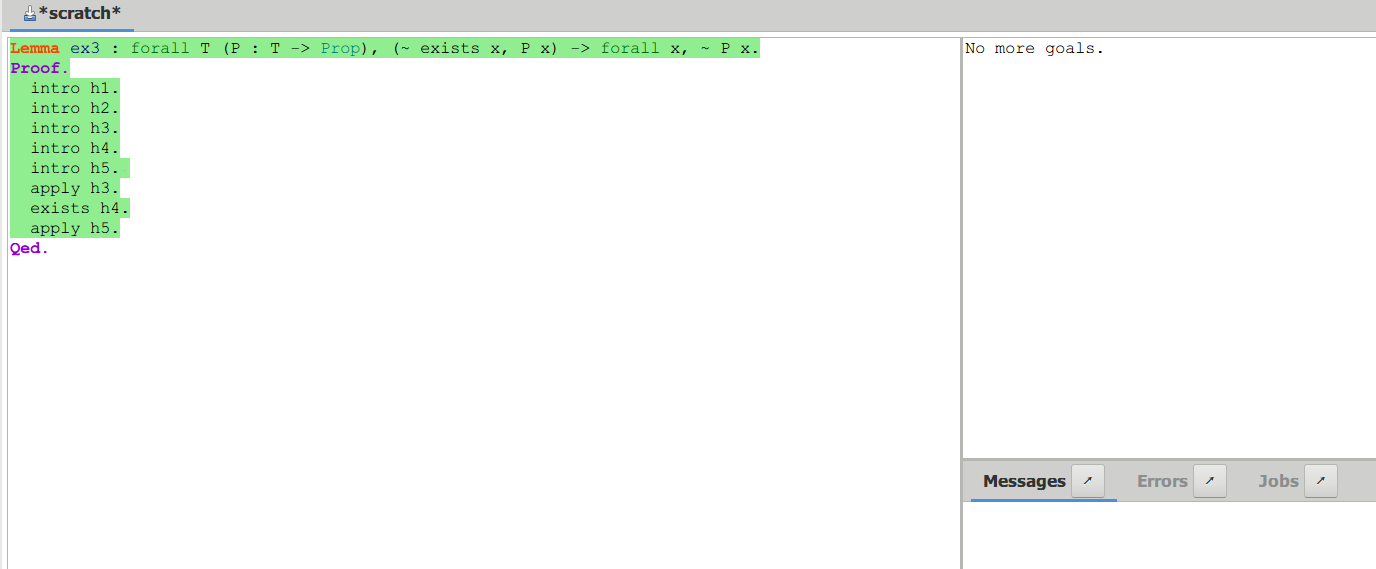 *scratch*
Lemma ex3 : forall T (P : T -> Prop), (~ exists x, P x) -> forall x, ~ P x.
Proof.
  intro h1.
  intro h2.
  intro h3.
  intro h4.
  intro h5.
  apply h3.
  exists h4.
  apply h5.
Qed.
No more goals.
Messages Errors Jobs